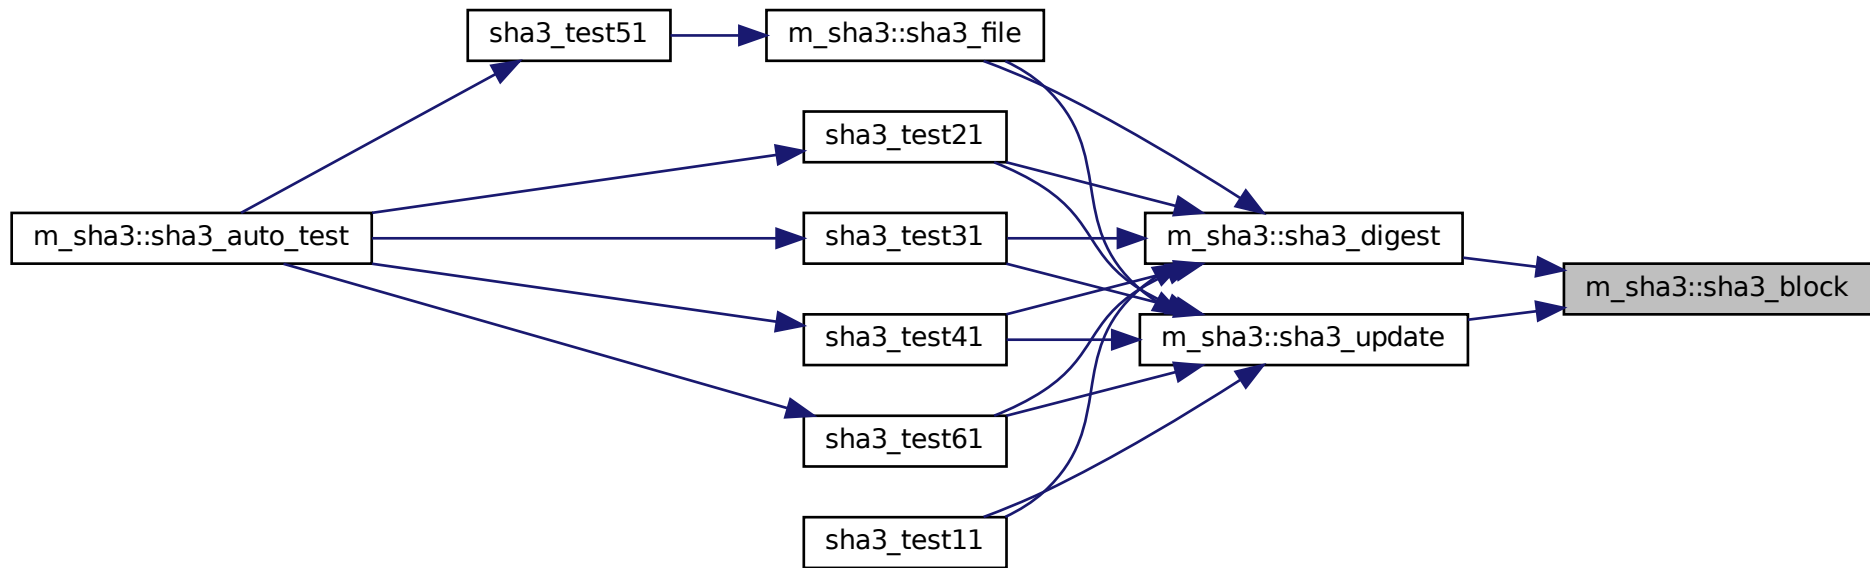 sha3_test51
m_sha3::sha3_file
sha3_test21
m_sha3::sha3_auto_test
sha3_test31
m_sha3::sha3_digest
m_sha3::sha3_block
sha3_test41
m_sha3::sha3_update
sha3_test61
sha3_test11